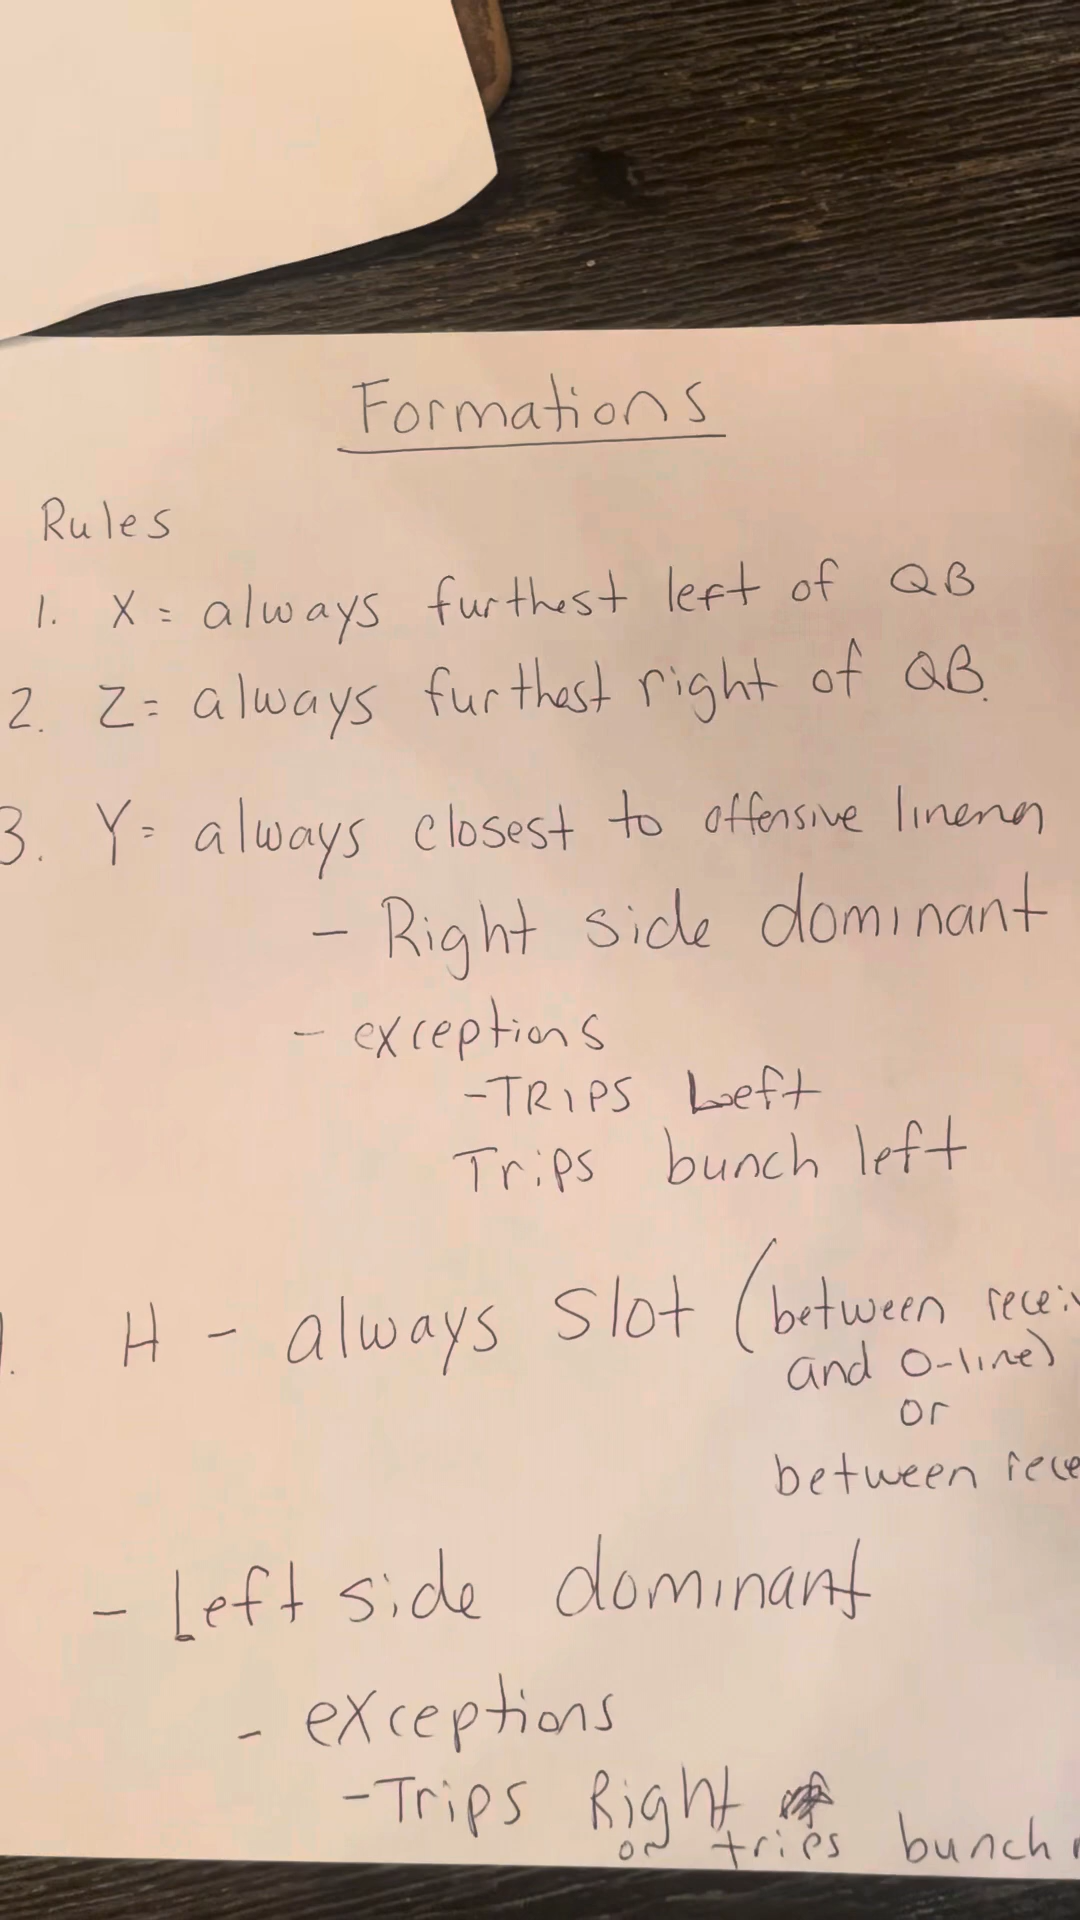 Formations
Rules
1. X = always furthest left of QB
2. Z = always furthest right of QB.
3. Y = always closest to offensive
- Right side dominant
- exceptions
- TRIPS Left
Trips bunch left
H - always Slot (between
and O-line)
or
between
- Left side dominant
- exceptions
- Trips Right
or trips bunch